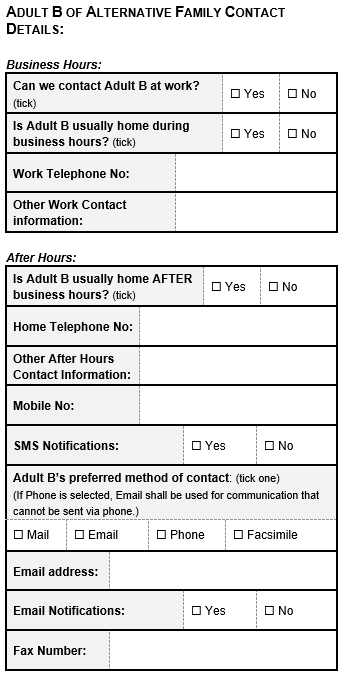 ADULT B OF ALTERNATIVE FAMILY CONTACT
DETAILS:
Business Hours:
Can we contact Adult B at work?
(tick)
☐ Yes ☐ No
Is Adult B usually home during
business hours? (tick)
☐ Yes ☐ No
Work Telephone No:
Other Work Contact
information:
After Hours:
Is Adult B usually home AFTER
business hours? (tick)
☐ Yes ☐ No
Home Telephone No:
Other After Hours
Contact Information:
Mobile No:
SMS Notifications: ☐ Yes ☐ No
Adult B's preferred method of contact: (tick one)
(If Phone is selected, Email shall be used for communication that
cannot be sent via phone.)
☐ Mail ☐ Email ☐ Phone ☐ Facsimile
Email address:
Email Notifications: ☐ Yes ☐ No
Fax Number: